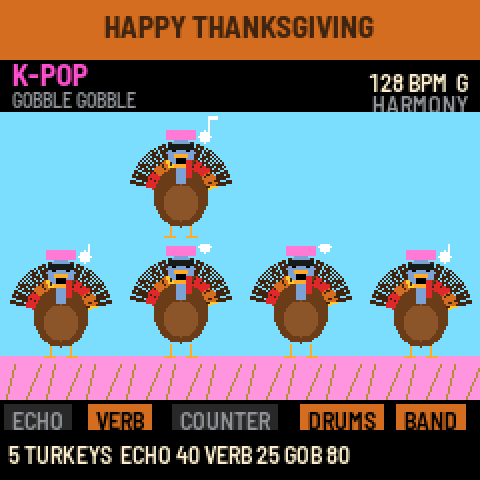 HAPPY THANKSGIVING
K-POP
128 BPM G
GOBBLE GOBBLE
HARMONY
ECHO VERB COUNTER DRUMS BAND
5 TURKEYS ECHO 40 VERB 25 GOB 80